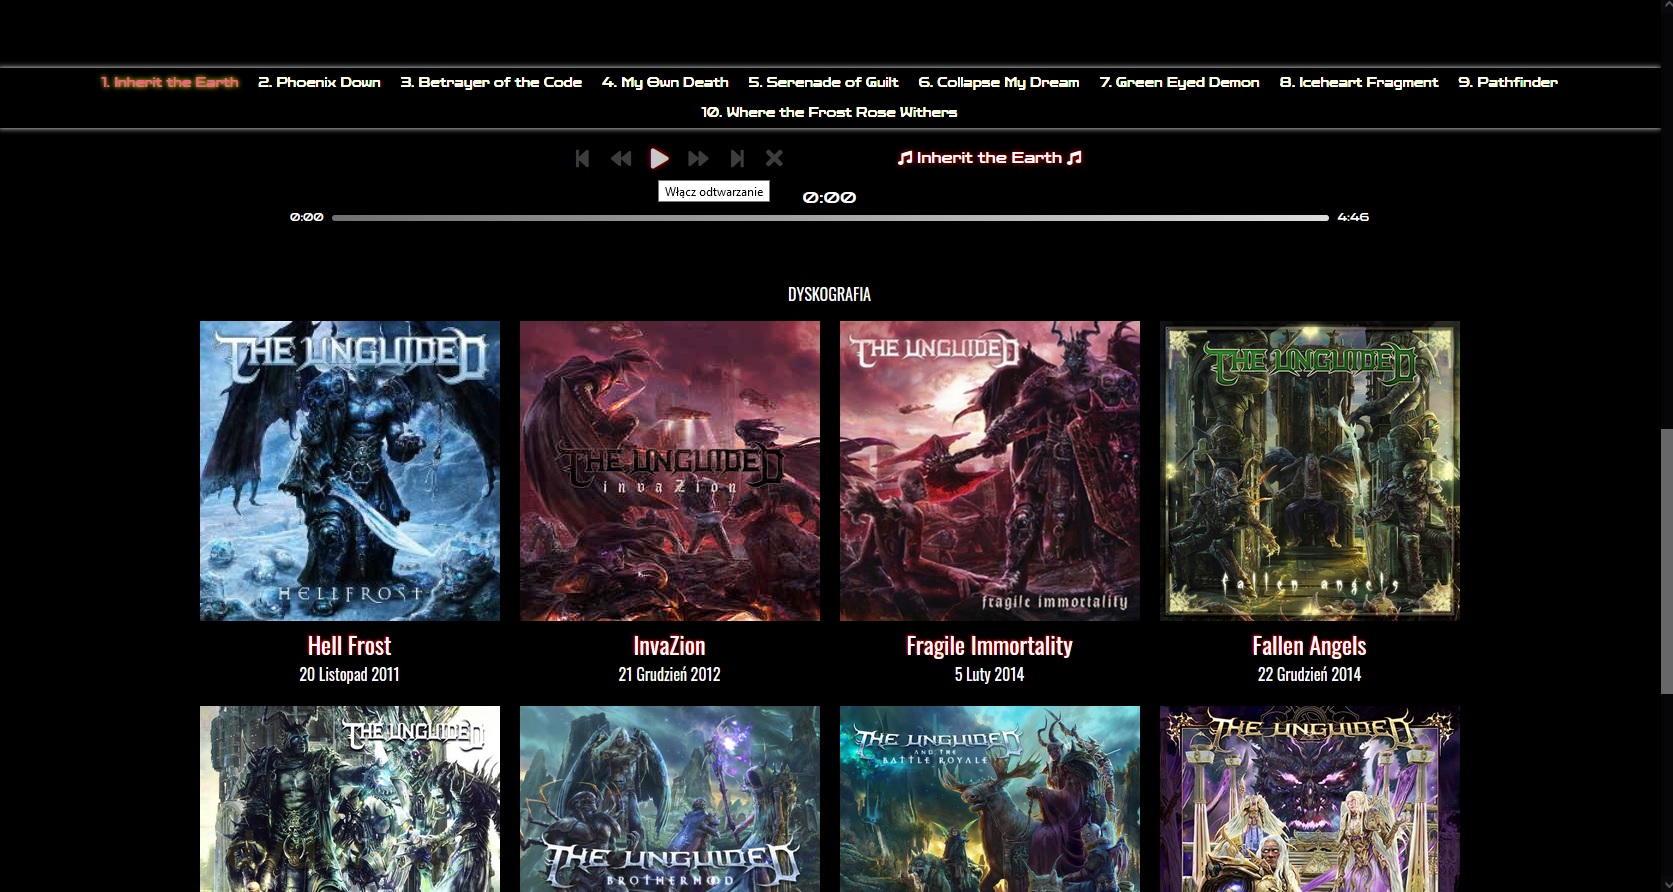 1. Inherit the Earth 2. Phoenix Down 3. Betrayer of the Code 4. My Own Death 5. Serenade of Guilt 6. Collapse My Dream 7. Green Eyed Demon 8. Iceheart Fragment 9. Pathfinder
10. Where the Frost Rose Withers
♫ Inherit the Earth ♫
Włącz odtwarzanie
0:00
0:00 4:46
DYSKOGRAFIA
THE UNGUIDED
HELLFROST
THE UNGUIDED
invaZion
THE UNGUIDED
fragile immortality
THE UNGUIDED
fallen angels
Hell Frost
20 Listopad 2011
InvaZion
21 Grudzień 2012
Fragile Immortality
5 Luty 2014
Fallen Angels
22 Grudzień 2014
THE UNGUIDED
THE UNGUIDED
BROTHERHOOD
THE UNGUIDED
AND THE
BATTLE ROYALE
THE UNGUIDED